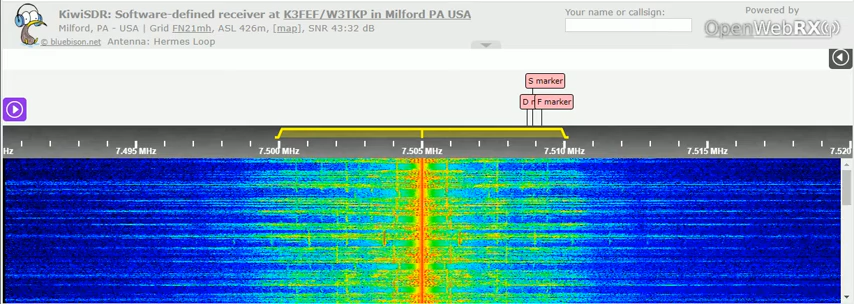 KiwiSDR: Software-defined receiver at K3FEF/W3TKP in Milford PA USA
Milford, PA - USA | Grid FN21mh, ASL 426m, [map], SNR 43:32 dB
© bluebison.net Antenna: Hermes Loop
Your name or callsign:
Powered by
OpenWebRX
S marker
D
F marker
Hz
7.495 MHz
7.500 MHz
7.505 MHz
7.510 MHz
7.515 MHz
7.520